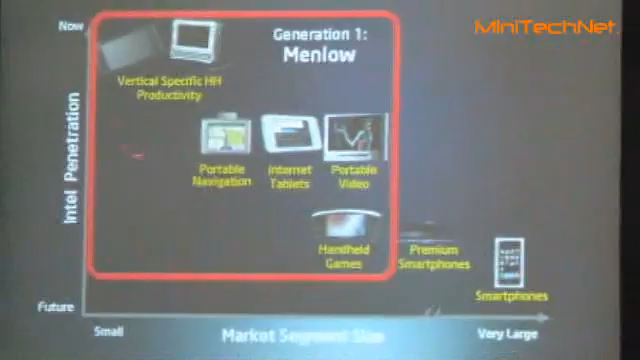 MiniTechNet.
Now
Generation 1:
Menlow
Vertical Specific HH
Productivity
Intel Penetration
Portable
Navigation
Internet
Tablets
Portable
Video
Handheld
Games
Premium
Smartphones
Smartphones
Future
Small
Market Segment Size
Very Large